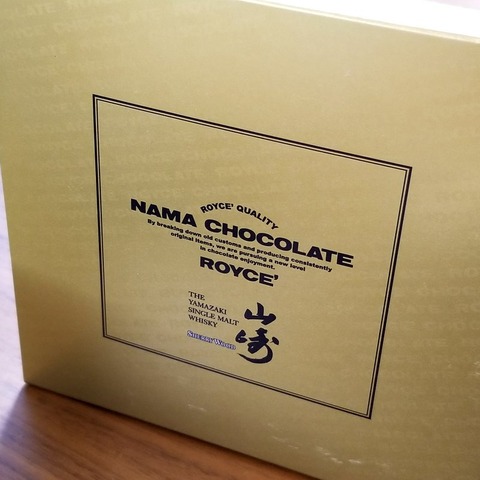 ROYCE' QUALITY
NAMA CHOCOLATE
By breaking down old customs and producing consistently
original items, we are pursuing a new level
in chocolate enjoyment.
ROYCE'
THE
YAMAZAKI
SINGLE MALT
WHISKY
SHERRY WOOD
山崎